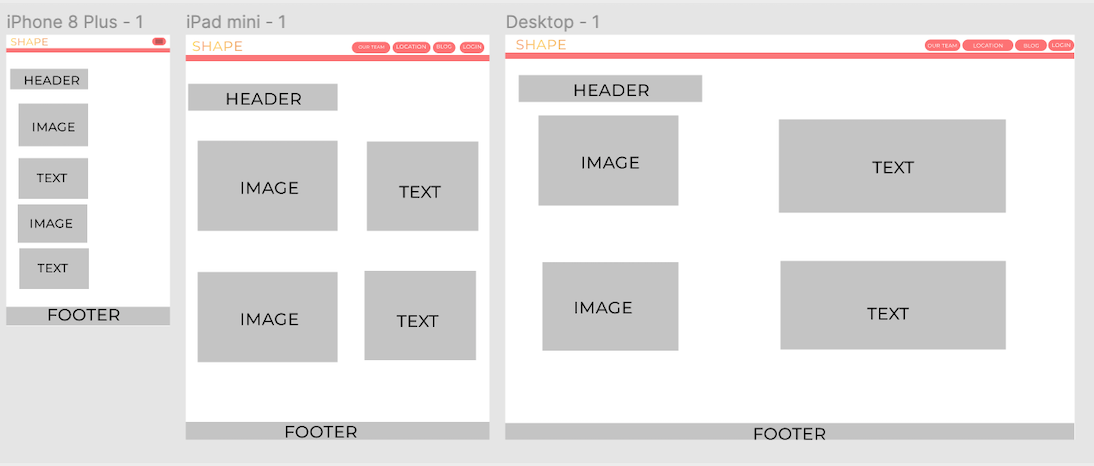 iPhone 8 Plus - 1
SHAPE
HEADER
IMAGE
TEXT
IMAGE
TEXT
FOOTER
iPad mini - 1
SHAPE
OUR TEAM
LOCATION
BLOG
LOGIN
HEADER
IMAGE
TEXT
IMAGE
TEXT
FOOTER
Desktop - 1
SHAPE
OUR TEAM
LOCATION
BLOG
LOGIN
HEADER
IMAGE
TEXT
IMAGE
TEXT
FOOTER